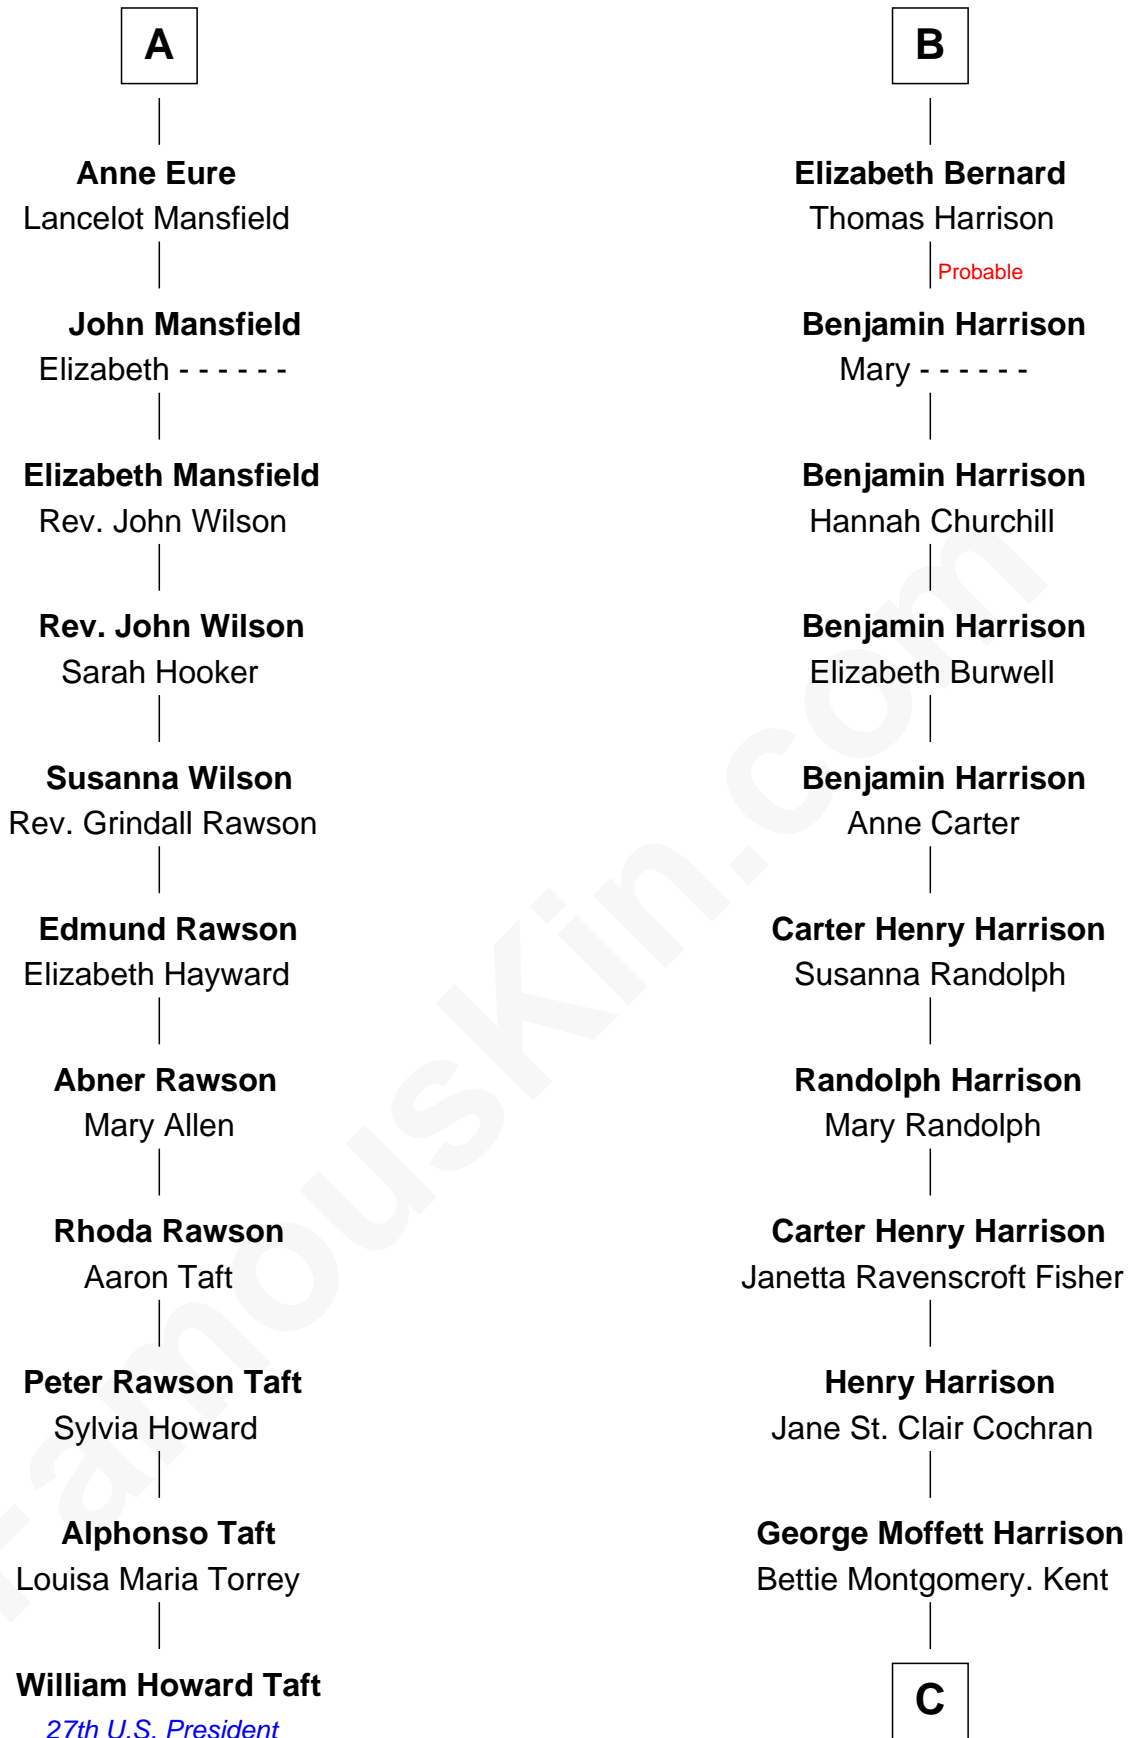 A
Anne Eure
Lancelot Mansfield
John Mansfield
Elizabeth - - - - - -
Elizabeth Mansfield
Rev. John Wilson
Rev. John Wilson
Sarah Hooker
Susanna Wilson
Rev. Grindall Rawson
Edmund Rawson
Elizabeth Hayward
Abner Rawson
Mary Allen
Rhoda Rawson
Aaron Taft
Peter Rawson Taft
Sylvia Howard
Alphonso Taft
Louisa Maria Torrey
William Howard Taft
27th U.S. President
B
Elizabeth Bernard
Thomas Harrison
Probable
Benjamin Harrison
Mary - - - - - -
Benjamin Harrison
Hannah Churchill
Benjamin Harrison
Elizabeth Burwell
Benjamin Harrison
Anne Carter
Carter Henry Harrison
Susanna Randolph
Randolph Harrison
Mary Randolph
Carter Henry Harrison
Janetta Ravenscroft Fisher
Henry Harrison
Jane St. Clair Cochran
George Moffett Harrison
Bettie Montgomery. Kent
C
FamousKin.com